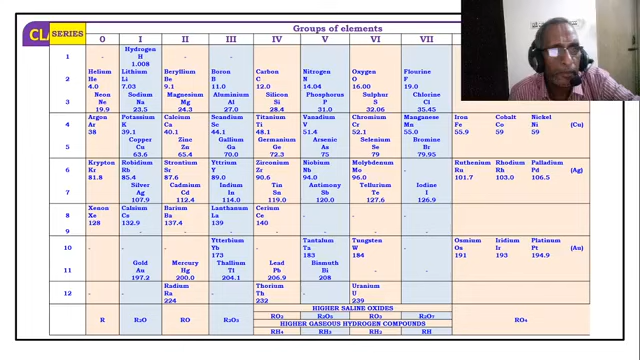 CLA
SERIES
Groups of elements
0 I II III IV V VI VII
1 - Hydrogen H 1.008 - -
2 Helium He 4.0 Lithium Li 7.03 Beryllium Be 9.1 Boron B 11.0 Carbon C 12.0 Nitrogen N 14.04 Oxygen O 16.00 Flourine F 19.0
3 Neon Ne 19.9 Sodium Na 23.5 Magnesium Mg 24.3 Aluminium Al 27.0 Silicon Si 28.4 Phosphorus P 31.0 Sulphur S 32.06 Chlorine Cl 35.45
4 Argon Ar 38 Potassium K 39.1 Calcium Ca 40.1 Scandium Se 44.1 Titanium Ti 48.1 Vanadium V 51.4 Chromium Cr 52.1 Manganese Mn 55.0 Iron Fe 55.9 Cobalt Co 59 Nickel Ni 59 (Cu)
5 Copper Cu 63.6 Zinc Zn 65.4 Gallium Ga 70.0 Germanium Ge 72.3 Arsenic As 75 Selenium Se 79 Bromine Br 79.95
6 Krypton Kr 81.8 Robidium Rb 85.4 Strontium Sr 87.6 Yttrium Y 89.0 Zirconium Zr 90.6 Niobium Nb 94.0 Molybdenum Mo 96.0 - Ruthenium Ru 101.7 Rhodium Rh 103.0 Palladium Pd 106.5 (Ag)
7 Silver Ag 107.9 Cadmium Cd 112.4 Indium In 114.0 Tin Sn 119.0 Antimony Sb 120.0 Tellurium Te 127.6 Iodine I 126.9
8 Xenon Xe 128 Calsium Cs 132.9 Barium Ba 137.4 Lanthanum La 139 Cerium Ce 140 - - -
9 - - - - - - -
10 - - - Ytterbium Yb 173 - Tantalum Ta 183 Tungsten W 184 - Osmium Os 191 Iridium Ir 193 Platinum Pt 194.9 (Au)
11 Gold Au 197.2 Mercury Hg 200.0 Thallium Tl 204.1 Lead Pb 206.9 Bismuth Bi 208 - -
12 - - Radium Ra 224 - Thorium Th 232 - Uranium U 239
HIGHER SALINE OXIDES
R R₂O RO R₂O₃ RO₂ R₂O₅ RO₃ R₂O₇ RO₄
HIGHER GASEOUS HYDROGEN COMPOUNDS
RH₄ RH₃ RH₂ RH